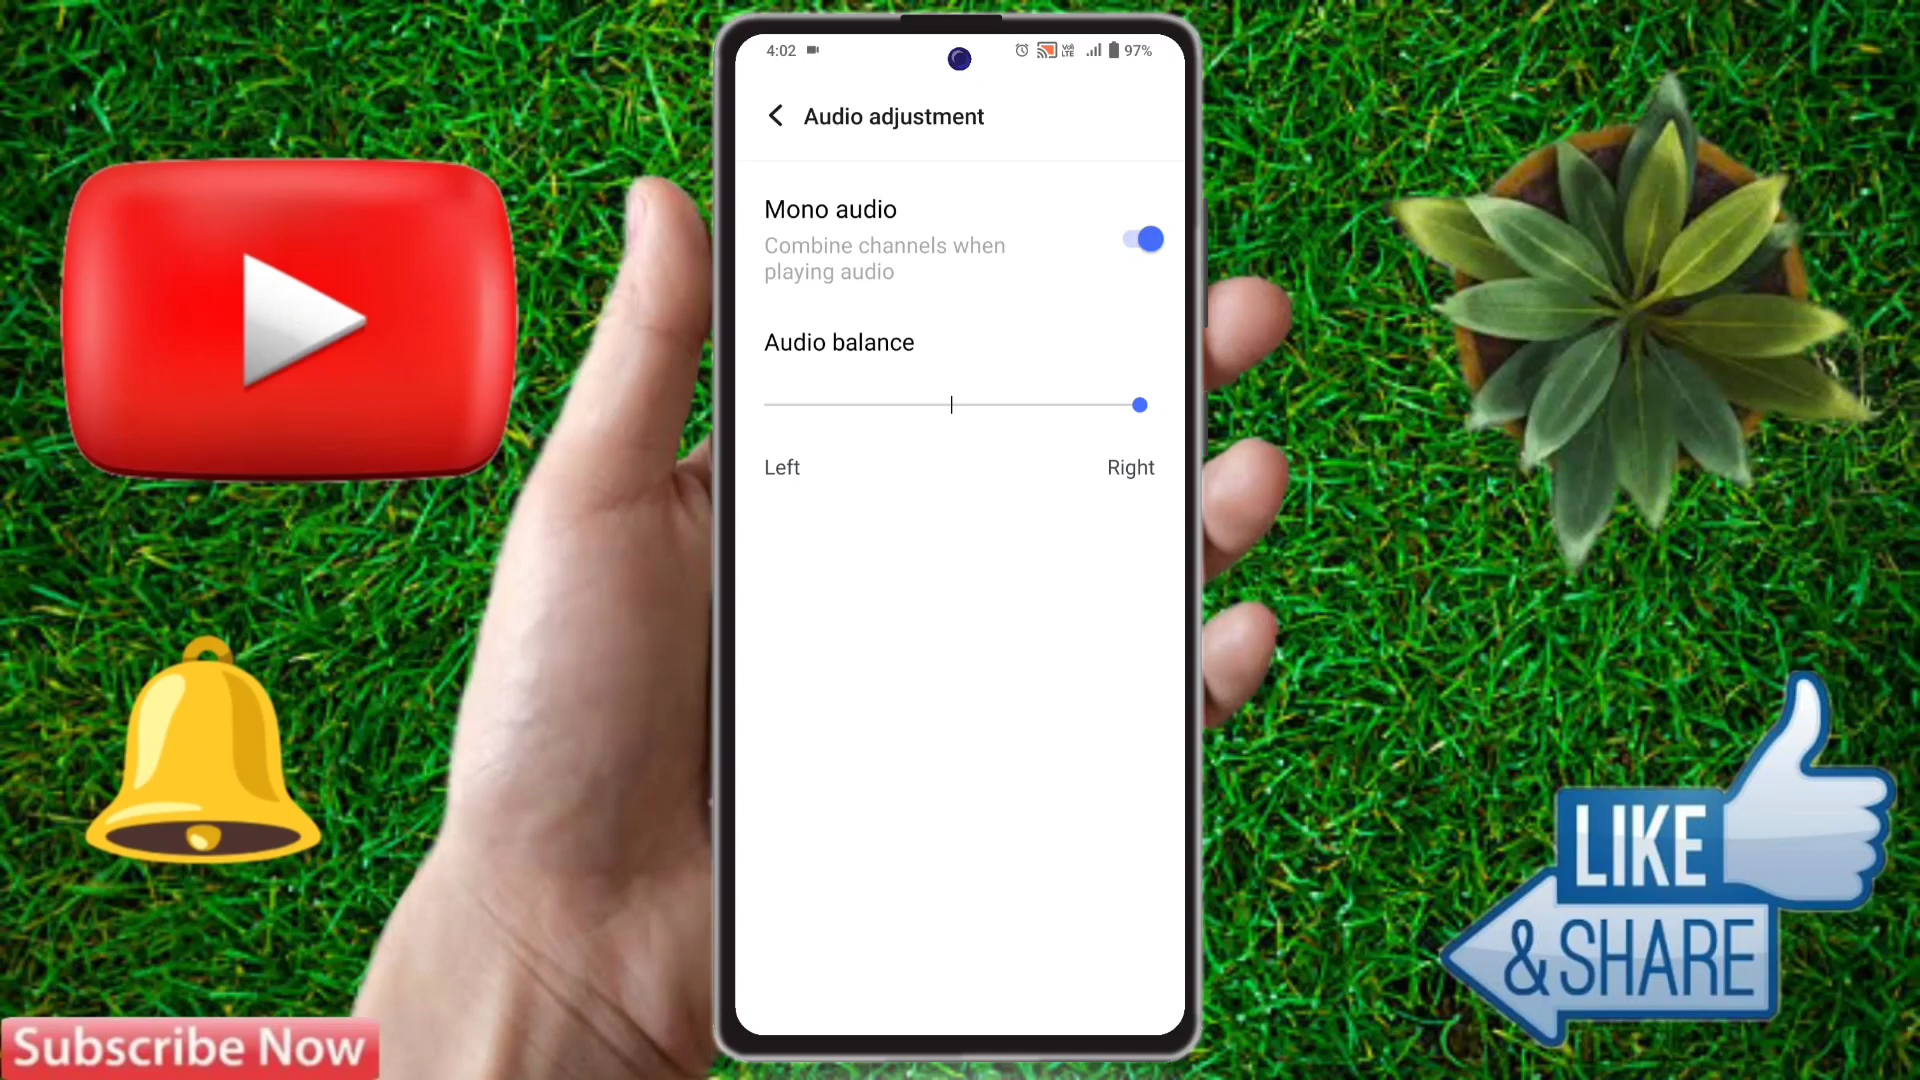 4:02
97%
Audio adjustment
Mono audio
Combine channels when
playing audio
Audio balance
Left
Right
LIKE
& SHARE
Subscribe Now